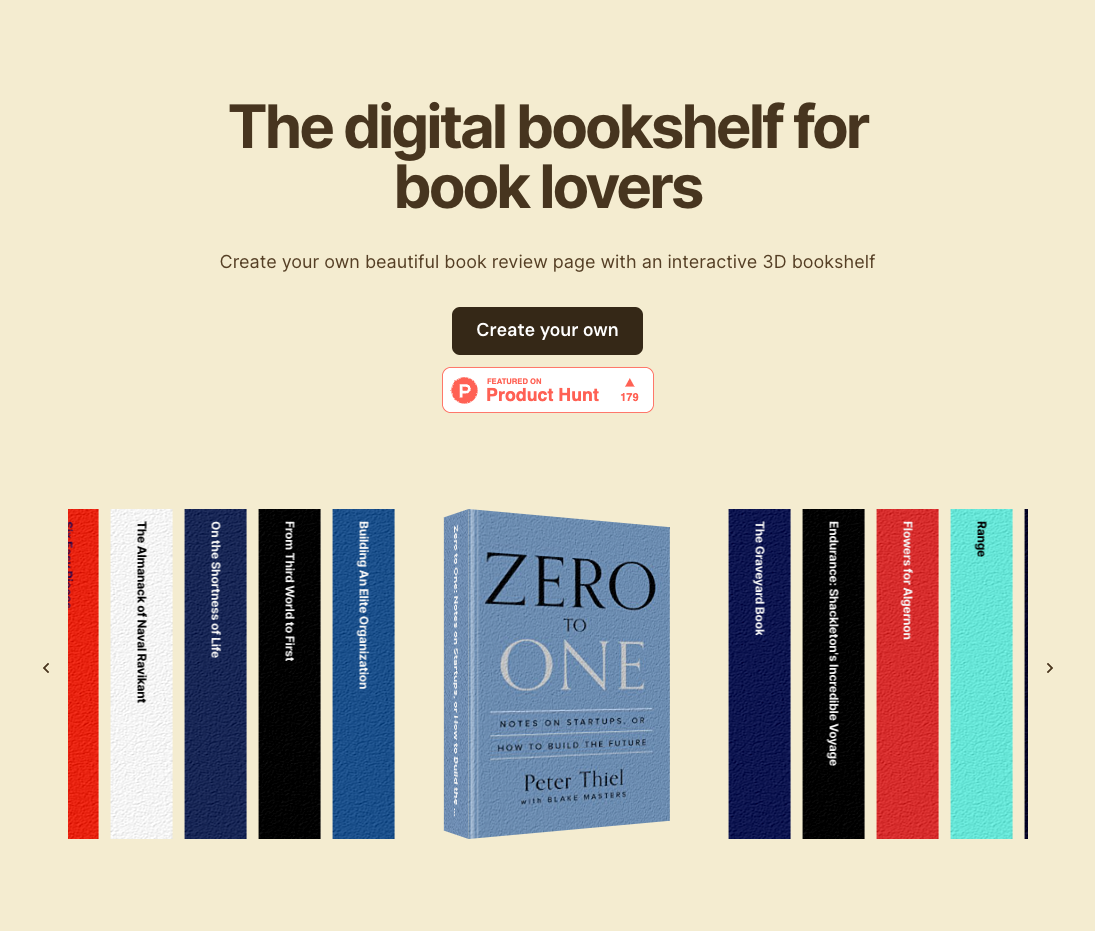 The digital bookshelf for
book lovers
Create your own beautiful book review page with an interactive 3D bookshelf
Create your own
P
FEATURED ON
Product Hunt
179
The Almanack of Naval Ravikant
On the Shortness of Life
From Third World to First
Building An Elite Organization
Zero to One: Notes on Startups, or How to Build the ...
ZERO
TO
ONE
NOTES ON STARTUPS, OR
HOW TO BUILD THE FUTURE
Peter Thiel
with BLAKE MASTERS
The Graveyard Book
Endurance: Shackleton's Incredible Voyage
Flowers for Algernon
Range